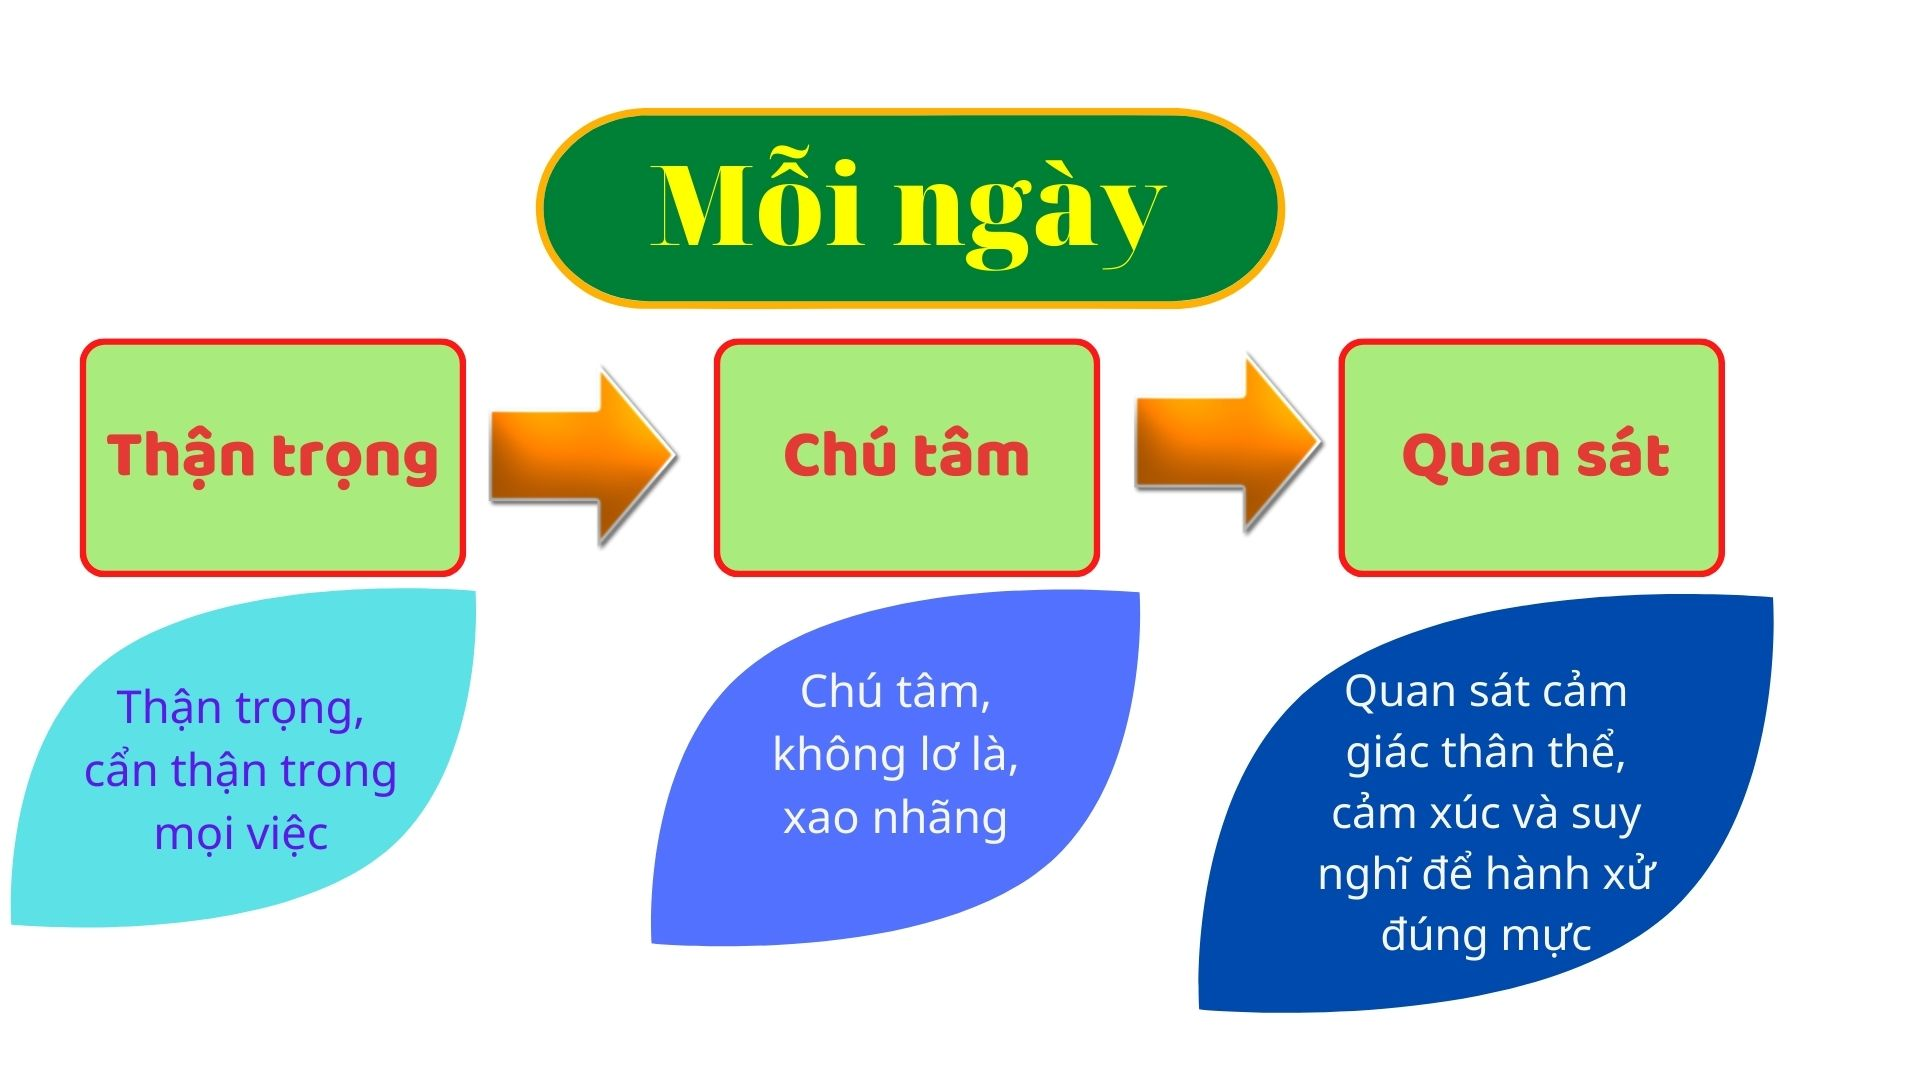 Mỗi ngày
Thận trọng
Chú tâm
Quan sát
Thận trọng,
cẩn thận trong
mọi việc
Chú tâm,
không lơ là,
xao nhãng
Quan sát cảm
giác thân thể,
cảm xúc và suy
nghĩ để hành xử
đúng mực